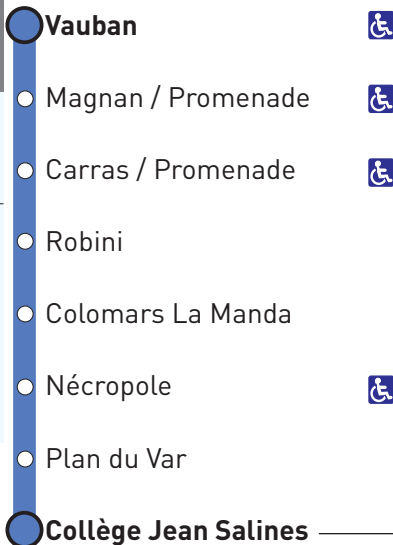 Vauban
Magnan / Promenade
Carras / Promenade
Robini
Colomars La Manda
Nécropole
Plan du Var
Collège Jean Salines